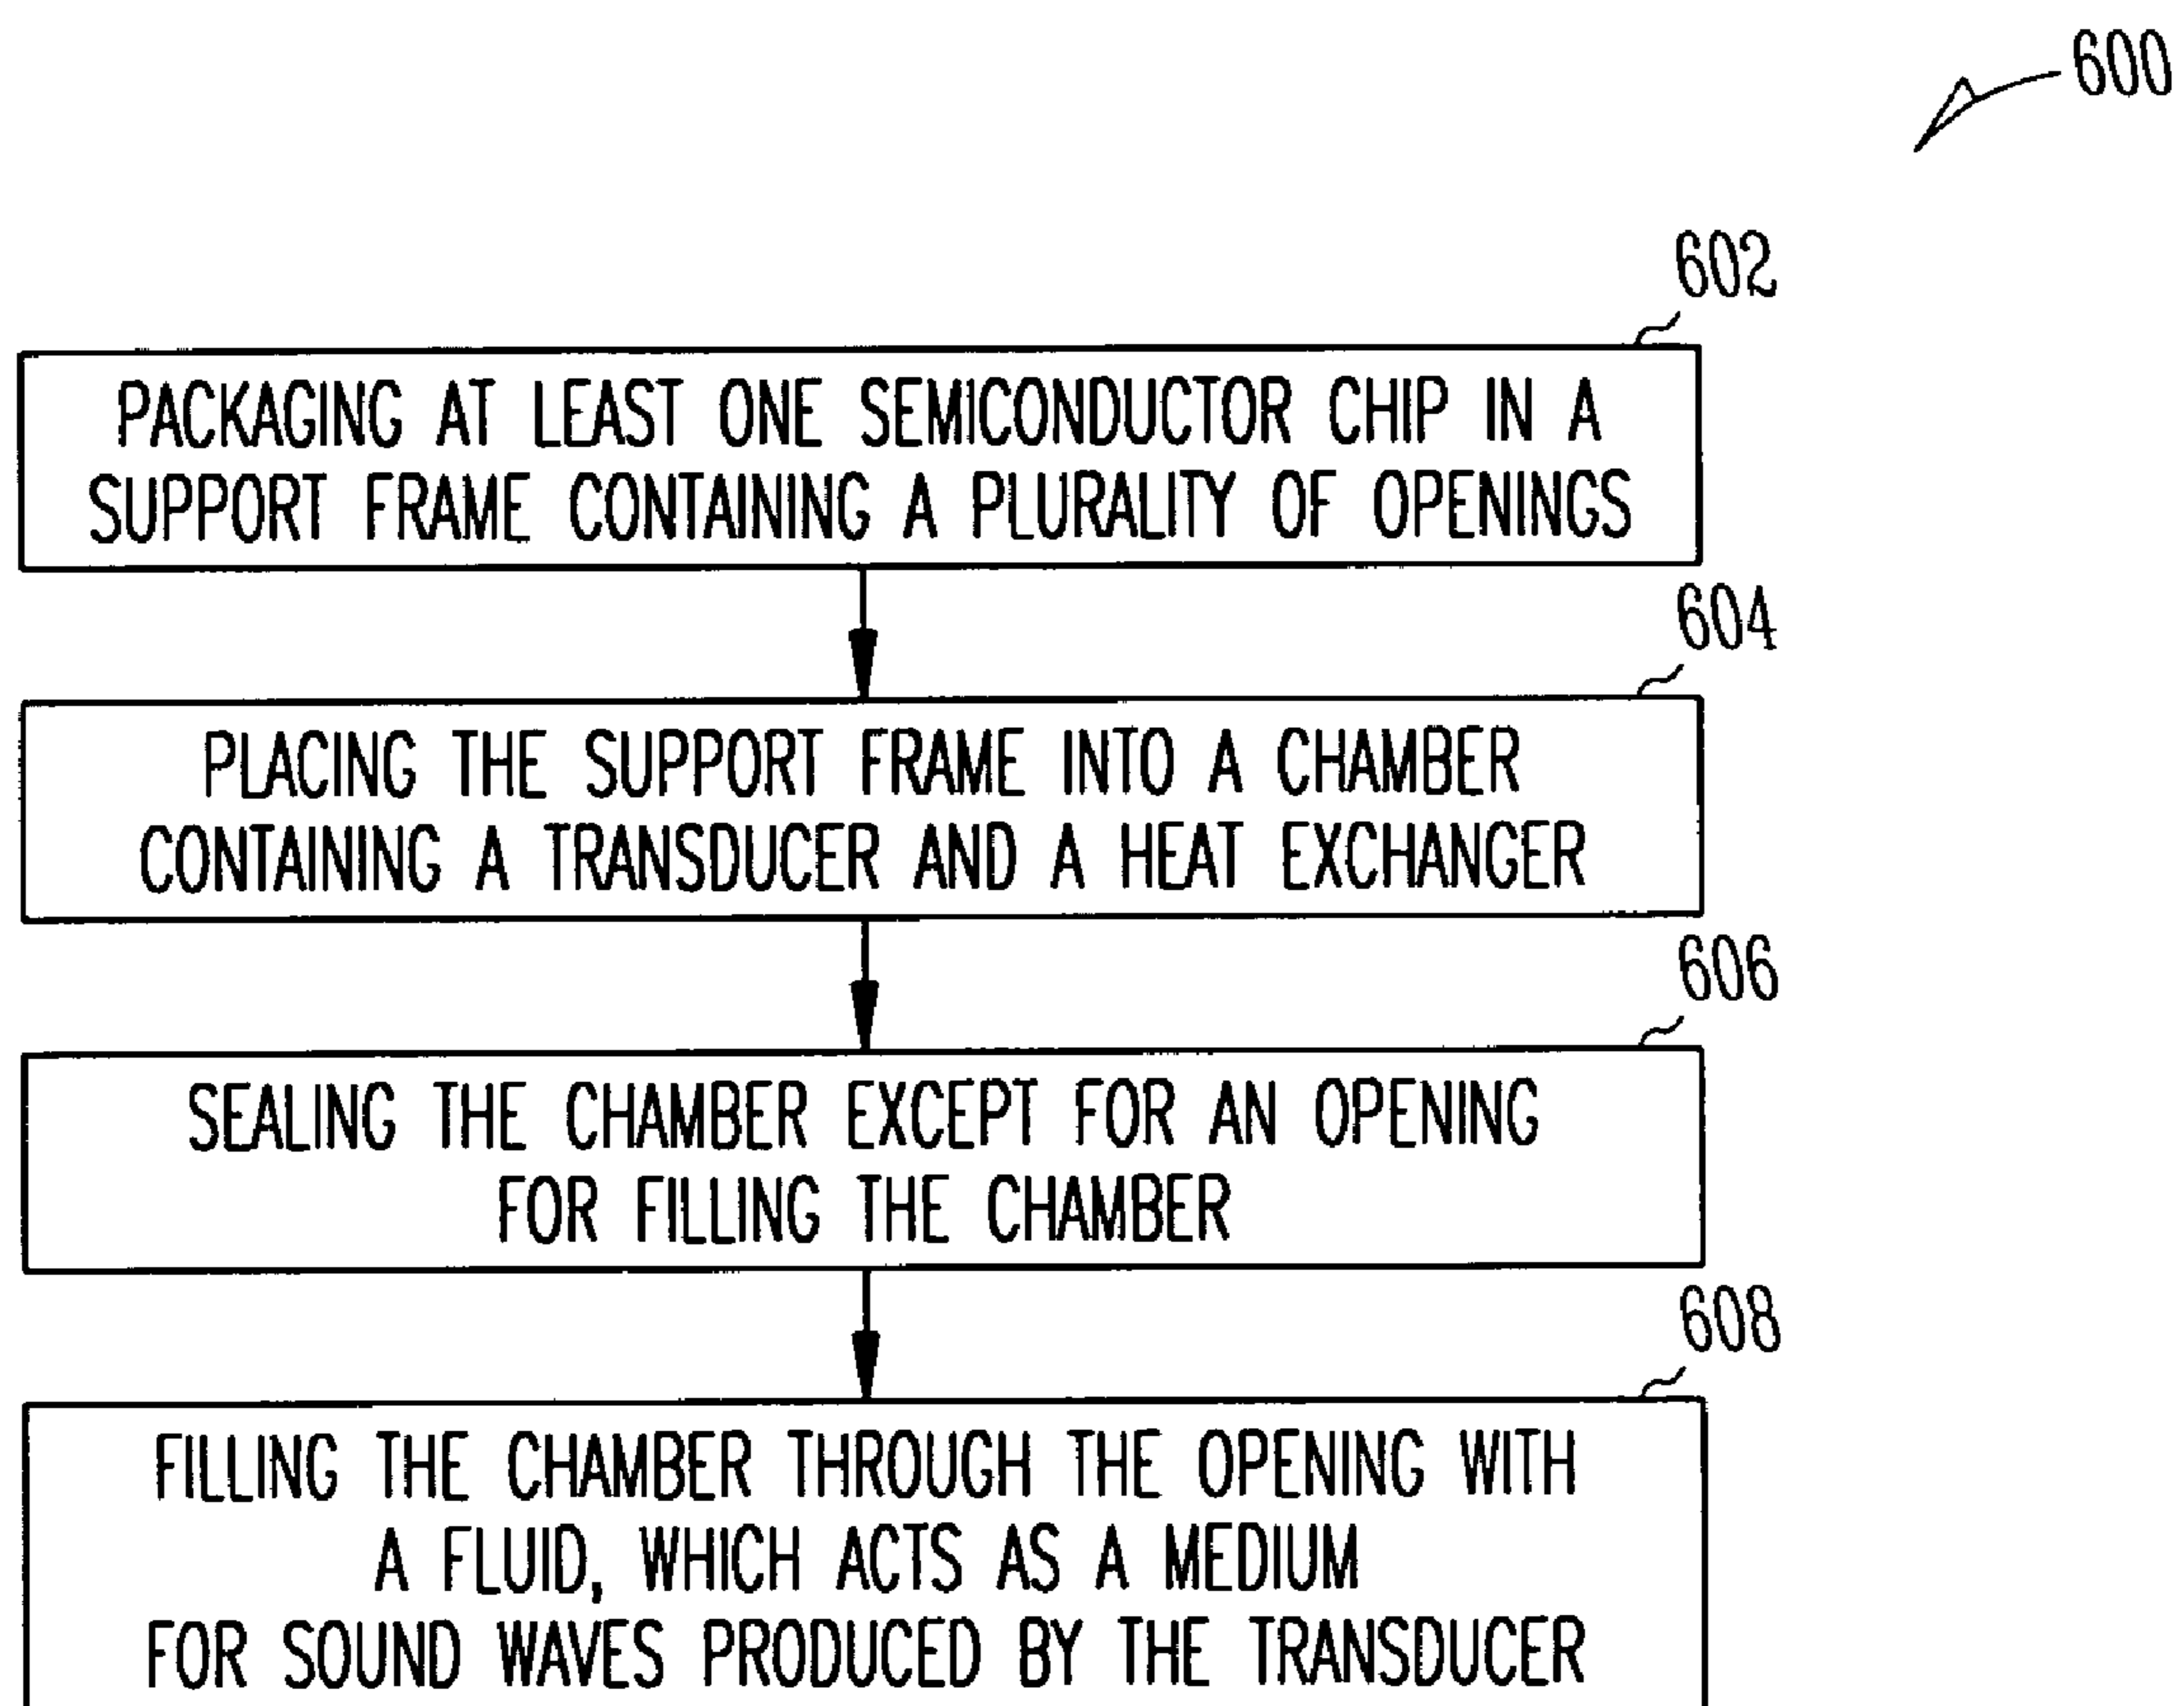 600
602
PACKAGING AT LEAST ONE SEMICONDUCTOR CHIP IN A
SUPPORT FRAME CONTAINING A PLURALITY OF OPENINGS
604
PLACING THE SUPPORT FRAME INTO A CHAMBER
CONTAINING A TRANSDUCER AND A HEAT EXCHANGER
606
SEALING THE CHAMBER EXCEPT FOR AN OPENING
FOR FILLING THE CHAMBER
608
FILLING THE CHAMBER THROUGH THE OPENING WITH
A FLUID, WHICH ACTS AS A MEDIUM
FOR SOUND WAVES PRODUCED BY THE TRANSDUCER